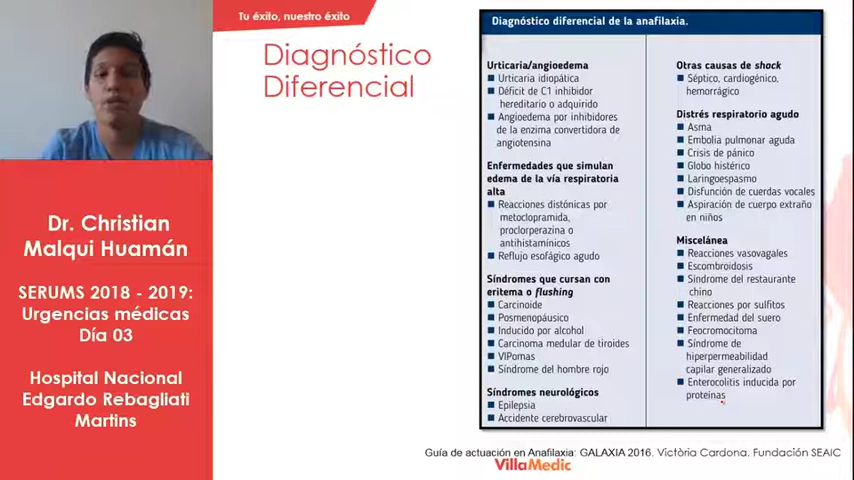 Tu éxito, nuestro éxito
Diagnóstico
Diferencial
Dr. Christian
Malqui Huamán
SERUMS 2018 - 2019:
Urgencias médicas
Día 03
Hospital Nacional
Edgardo Rebagliati
Martins
Diagnóstico diferencial de la anafilaxia.
Urticaria/angioedema
Urticaria idiopática
Déficit de C1 inhibidor
hereditario o adquirido
Angioedema por inhibidores
de la enzima convertidora de
angiotensina
Enfermedades que simulan
edema de la vía respiratoria
alta
Reacciones distónicas por
metoclopramida,
proclorperazina o
antihistamínicos
Reflujo esofágico agudo
Síndromes que cursan con
eritema o flushing
Carcinoide
Posmenopáusico
Inducido por alcohol
Carcinoma medular de tiroides
VIPomas
Síndrome del hombre rojo
Síndromes neurológicos
Epilepsia
Accidente cerebrovascular
Otras causas de shock
Séptico, cardiogénico,
hemorrágico
Distrés respiratorio agudo
Asma
Embolia pulmonar aguda
Crisis de pánico
Globo histérico
Laringoespasmo
Disfunción de cuerdas vocales
Aspiración de cuerpo extraño
en niños
Miscelánea
Reacciones vasovagales
Escombroidosis
Síndrome del restaurante
chino
Reacciones por sulfitos
Enfermedad del suero
Feocromocitoma
Síndrome de
hiperpermeabilidad
capilar generalizado
Enterocolitis inducida por
proteínas
Guía de actuación en Anafilaxia: GALAXIA 2016. Victòria Cardona. Fundación SEAIC
VillaMedic